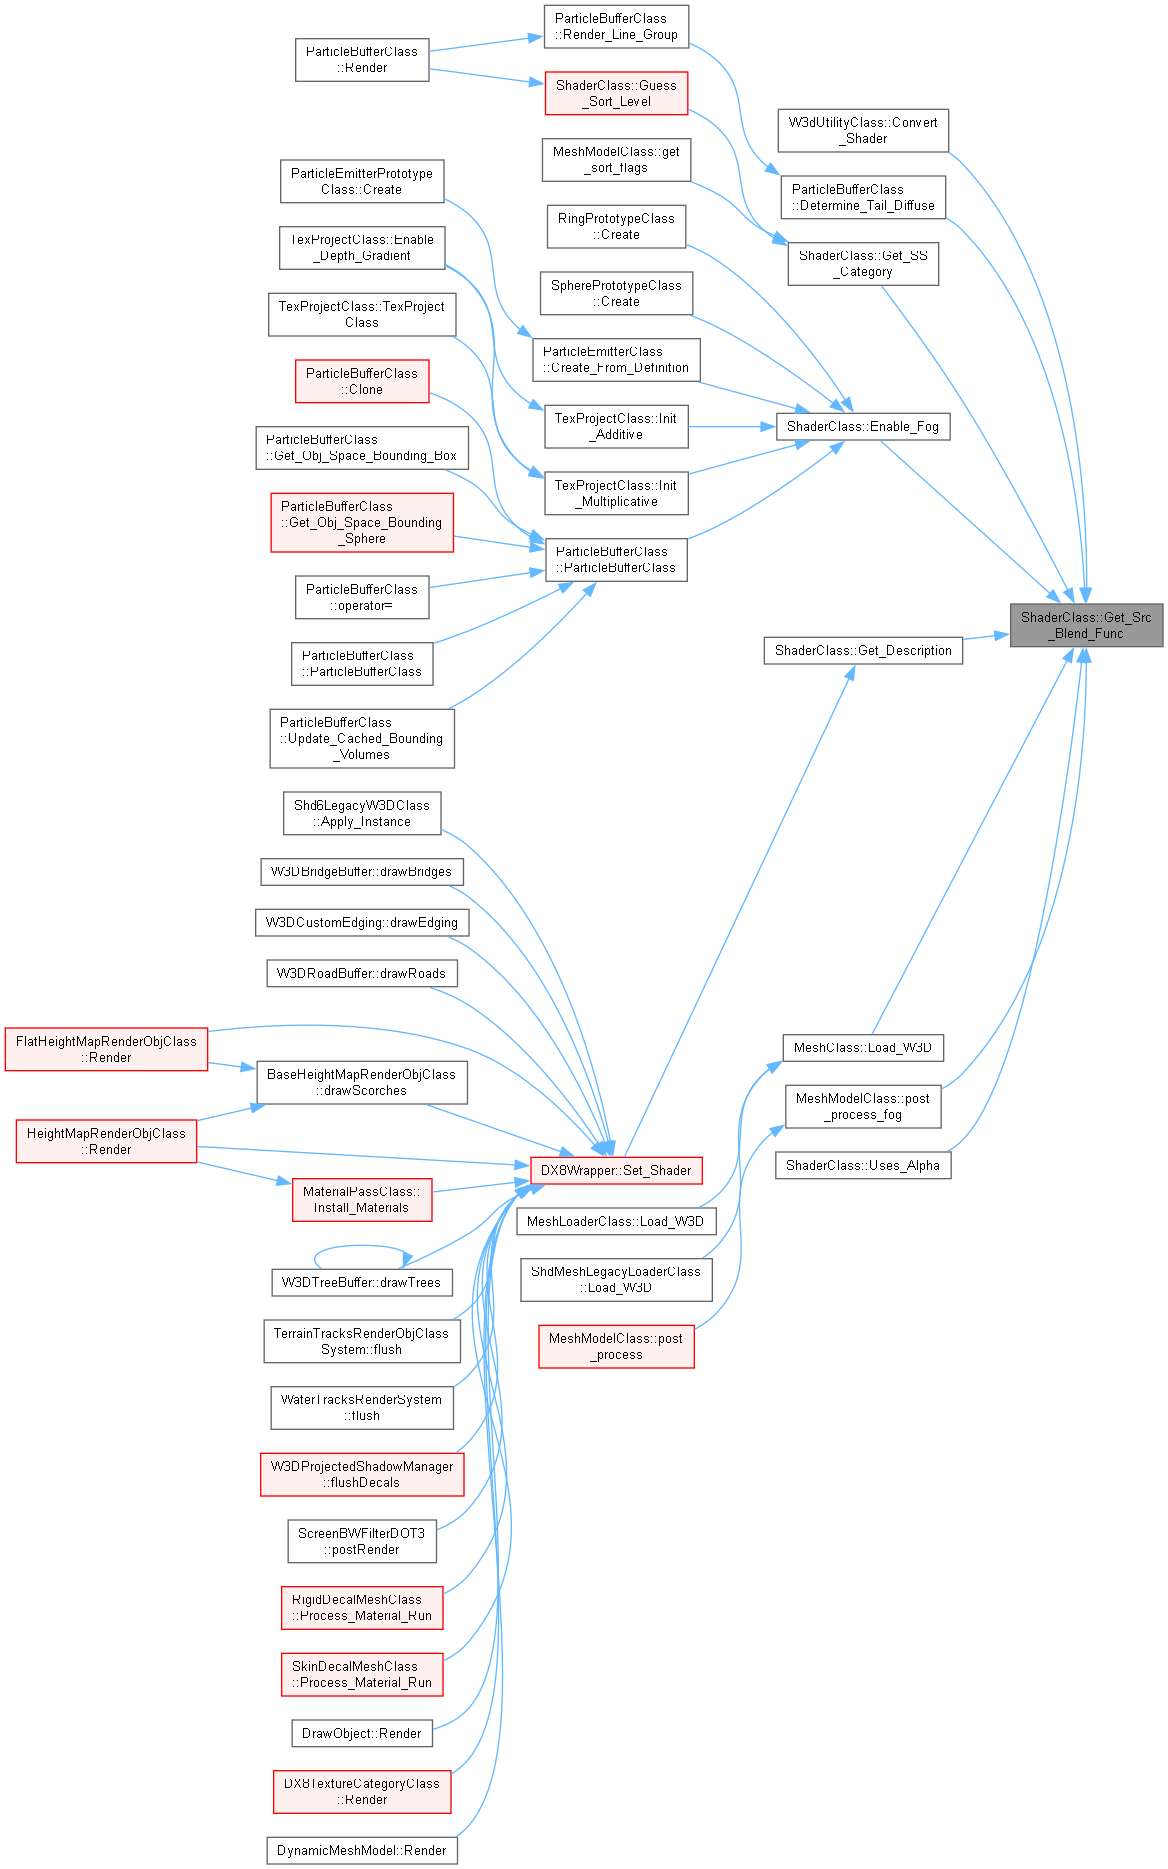 ParticleBufferClass
::Render_Line_Group
ParticleBufferClass
::Render
ShaderClass::Guess
_Sort_Level
W3dUtilityClass::Convert
_Shader
MeshModelClass::get
_sort_flags
ParticleEmitterPrototype
Class::Create
ParticleBufferClass
::Determine_Tail_Diffuse
RingPrototypeClass
::Create
TexProjectClass::Enable
_Depth_Gradient
ShaderClass::Get_SS
_Category
SpherePrototypeClass
::Create
TexProjectClass::TexProject
Class
ParticleEmitterClass
::Create_From_Definition
ParticleBufferClass
::Clone
TexProjectClass::Init
_Additive
ShaderClass::Enable_Fog
ParticleBufferClass
::Get_Obj_Space_Bounding_Box
TexProjectClass::Init
_Multiplicative
ParticleBufferClass
::Get_Obj_Space_Bounding
_Sphere
ParticleBufferClass
::ParticleBufferClass
ParticleBufferClass
::operator=
ShaderClass::Get_Src
_Blend_Func
ParticleBufferClass
::ParticleBufferClass
ShaderClass::Get_Description
ParticleBufferClass
::Update_Cached_Bounding
_Volumes
Shd6LegacyW3DClass
::Apply_Instance
W3DBridgeBuffer::drawBridges
W3DCustomEdging::drawEdging
W3DRoadBuffer::drawRoads
FlatHeightMapRenderObjClass
::Render
MeshClass::Load_W3D
BaseHeightMapRenderObjClass
::drawScorches
MeshModelClass::post
_process_fog
HeightMapRenderObjClass
::Render
ShaderClass::Uses_Alpha
DX8Wrapper::Set_Shader
MaterialPassClass::
Install_Materials
MeshLoaderClass::Load_W3D
W3DTreeBuffer::drawTrees
ShdMeshLegacyLoaderClass
::Load_W3D
TerrainTracksRenderObjClass
System::flush
MeshModelClass::post
_process
WaterTracksRenderSystem
::flush
W3DProjectedShadowManager
::flushDecals
ScreenBWFilterDOT3
::postRender
RigidDecalMeshClass
::Process_Material_Run
SkinDecalMeshClass
::Process_Material_Run
DrawObject::Render
DX8TextureCategoryClass
::Render
DynamicMeshModel::Render